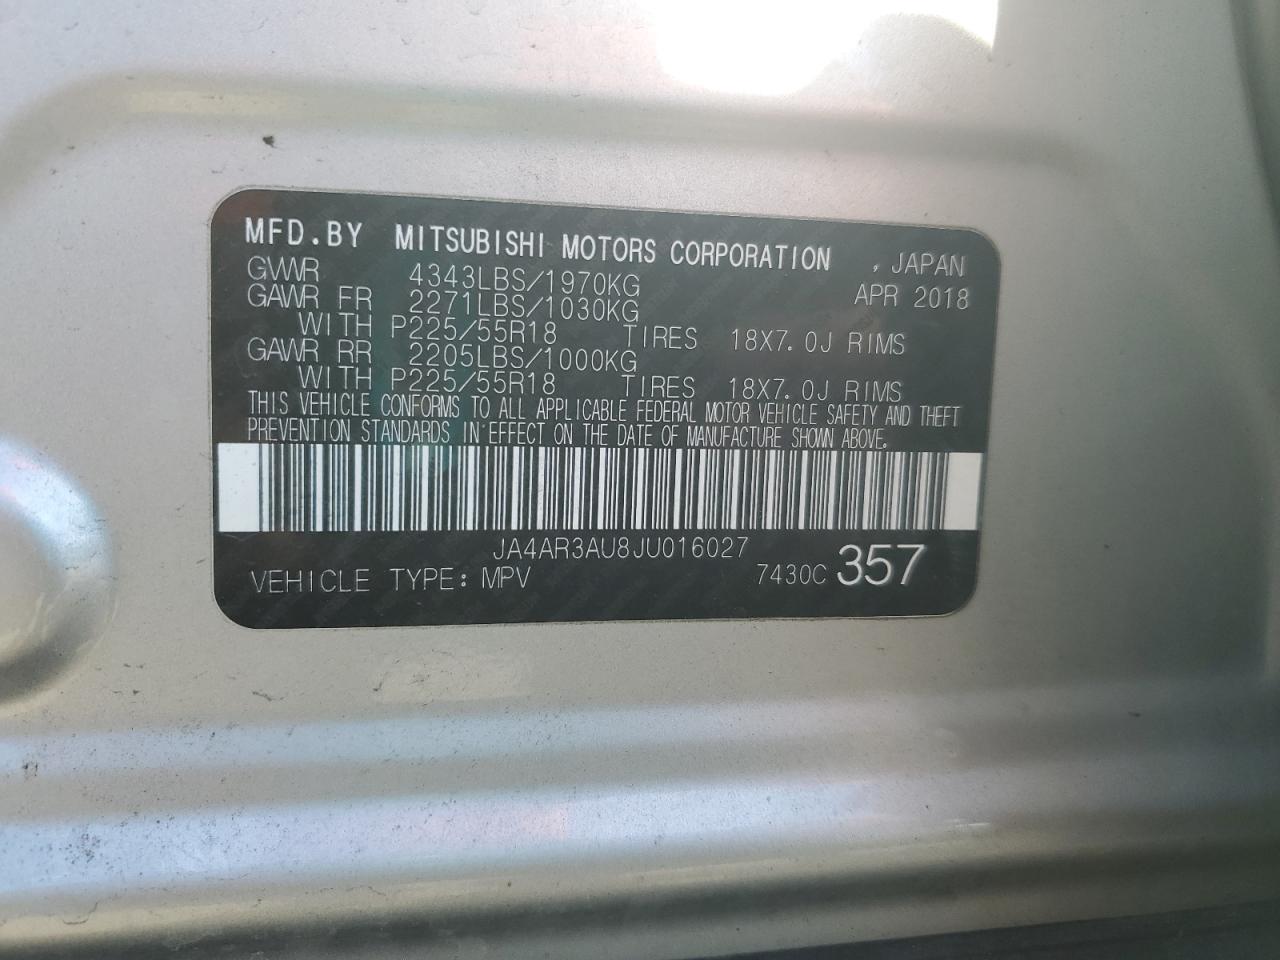 MFD.BY MITSUBISHI MOTORS CORPORATION , JAPAN
GVWR 4343LBS/1970KG APR 2018
GAWR FR 2271LBS/1030KG
WITH P225/55R18 TIRES 18X7.0J RIMS
GAWR RR 2205LBS/1000KG
WITH P225/55R18 TIRES 18X7.0J RIMS
THIS VEHICLE CONFORMS TO ALL APPLICABLE FEDERAL MOTOR VEHICLE SAFETY AND THEFT
PREVENTION STANDARDS IN EFFECT ON THE DATE OF MANUFACTURE SHOWN ABOVE.
JA4AR3AU8JU016027
VEHICLE TYPE: MPV 7430C 357